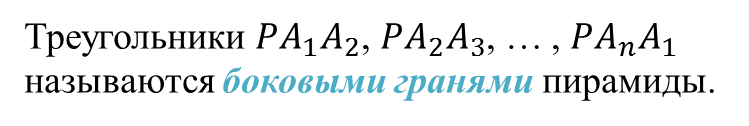 Треугольники 𝑃𝐴₁𝐴₂, 𝑃𝐴₂𝐴₃, … , 𝑃𝐴ₙ𝐴₁
называются боковыми гранями пирамиды.